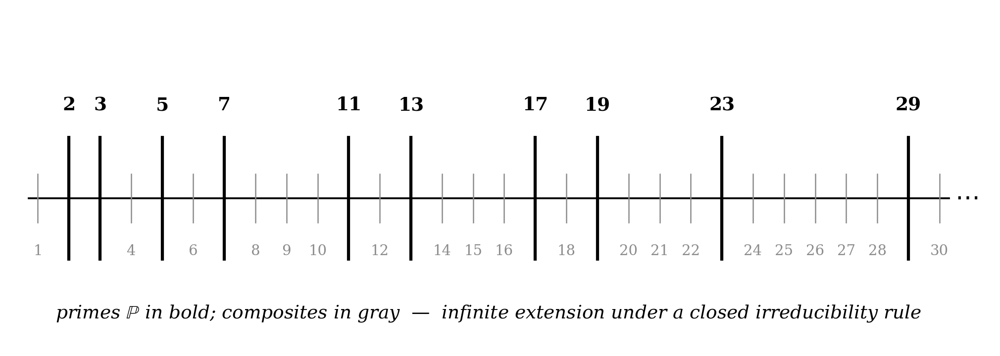 2 3 5 7 11 13 17 19 23 29
...
1 4 6 8 9 10 12 14 15 16 18 20 21 22 24 25 26 27 28 30
primes ℙ in bold; composites in gray — infinite extension under a closed irreducibility rule